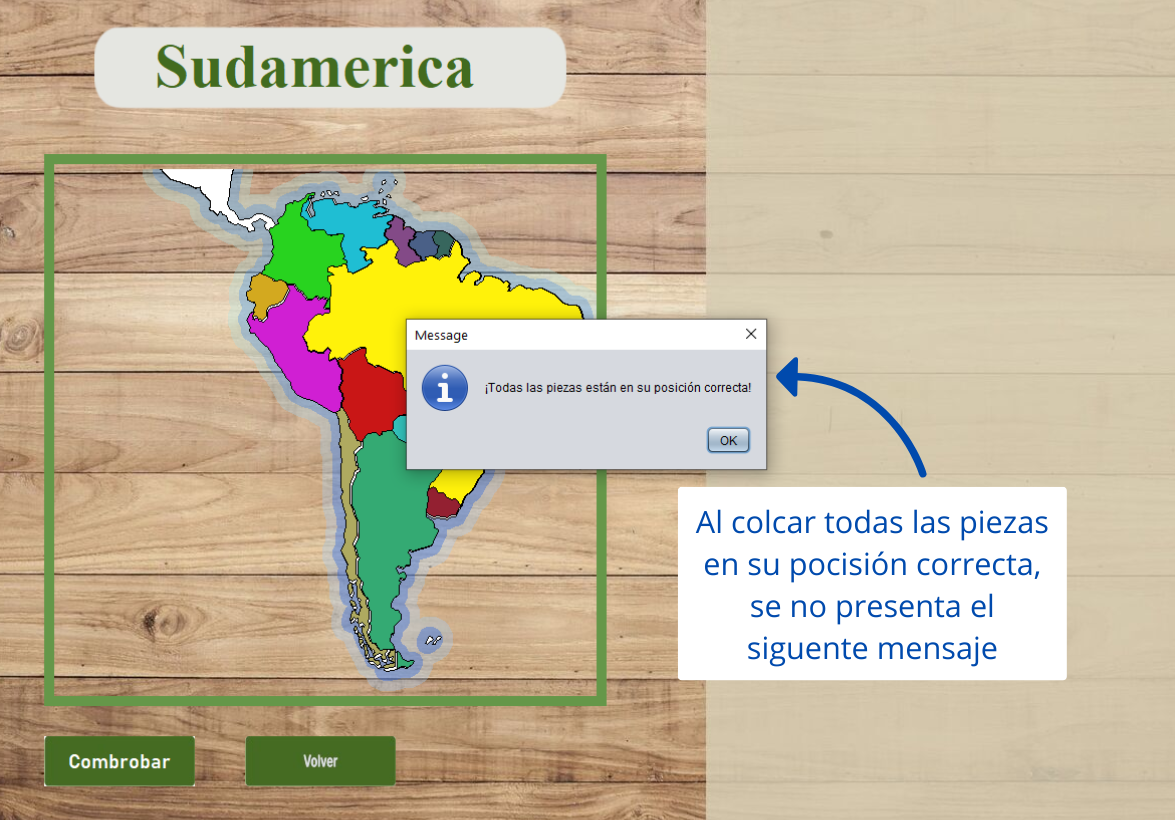 Sudamerica
Message
¡Todas las piezas están en su posición correcta!
OK
Al colcar todas las piezas
en su pocisión correcta,
se no presenta el
siguente mensaje
Combrobar
Volver